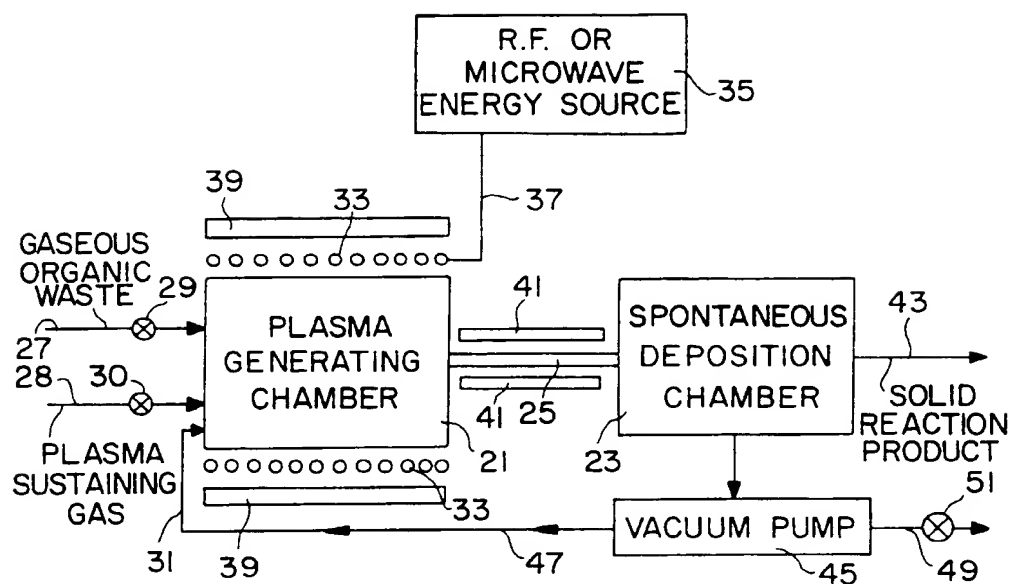 R.F. OR
MICROWAVE
ENERGY SOURCE
35
39
33
37
GASEOUS
ORGANIC
WASTE
29
27
28
30
PLASMA
GENERATING
CHAMBER
21
41
41
25
SPONTANEOUS
DEPOSITION
CHAMBER
23
43
SOLID
REACTION
PRODUCT
PLASMA
SUSTAINING
GAS
31
33
39
47
VACUUM PUMP
45
51
49